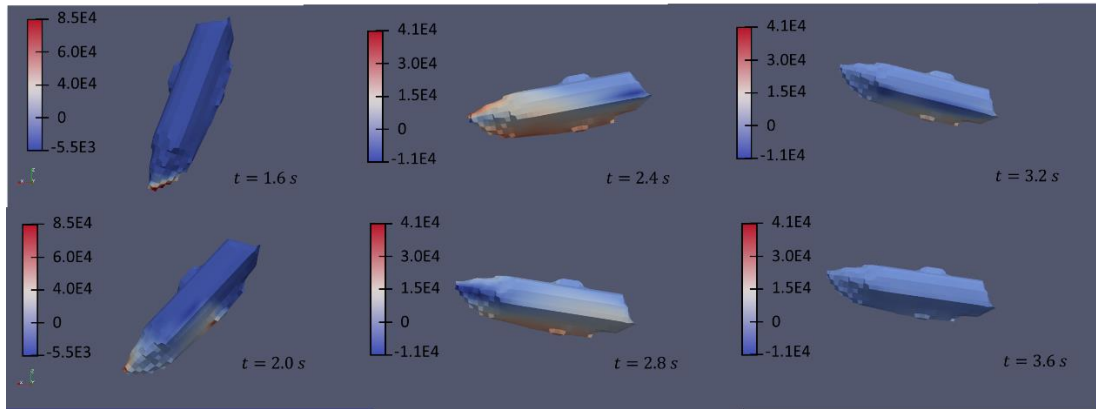 8.5E4
6.0E4
4.0E4
0
-5.5E3
t = 1.6 s
4.1E4
3.0E4
1.5E4
0
-1.1E4
t = 2.4 s
4.1E4
3.0E4
1.5E4
0
-1.1E4
t = 3.2 s
8.5E4
6.0E4
4.0E4
0
-5.5E3
t = 2.0 s
4.1E4
3.0E4
1.5E4
0
-1.1E4
t = 2.8 s
4.1E4
3.0E4
1.5E4
0
-1.1E4
t = 3.6 s